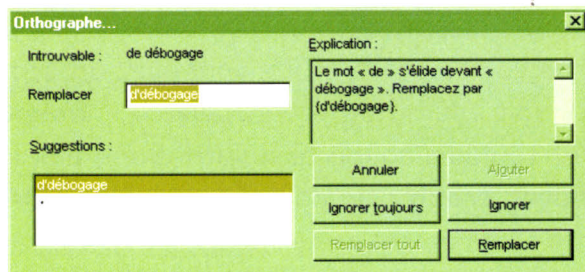 Orthographe...
Introuvable : de débogage
Remplacer d'débogage
Suggestions :
d'débogage
Explication :
Le mot « de » s'élide devant «
débogage ». Remplacez par
{d'débogage}.
Annuler Ajouter
Ignorer toujours Ignorer
Remplacer tout Remplacer